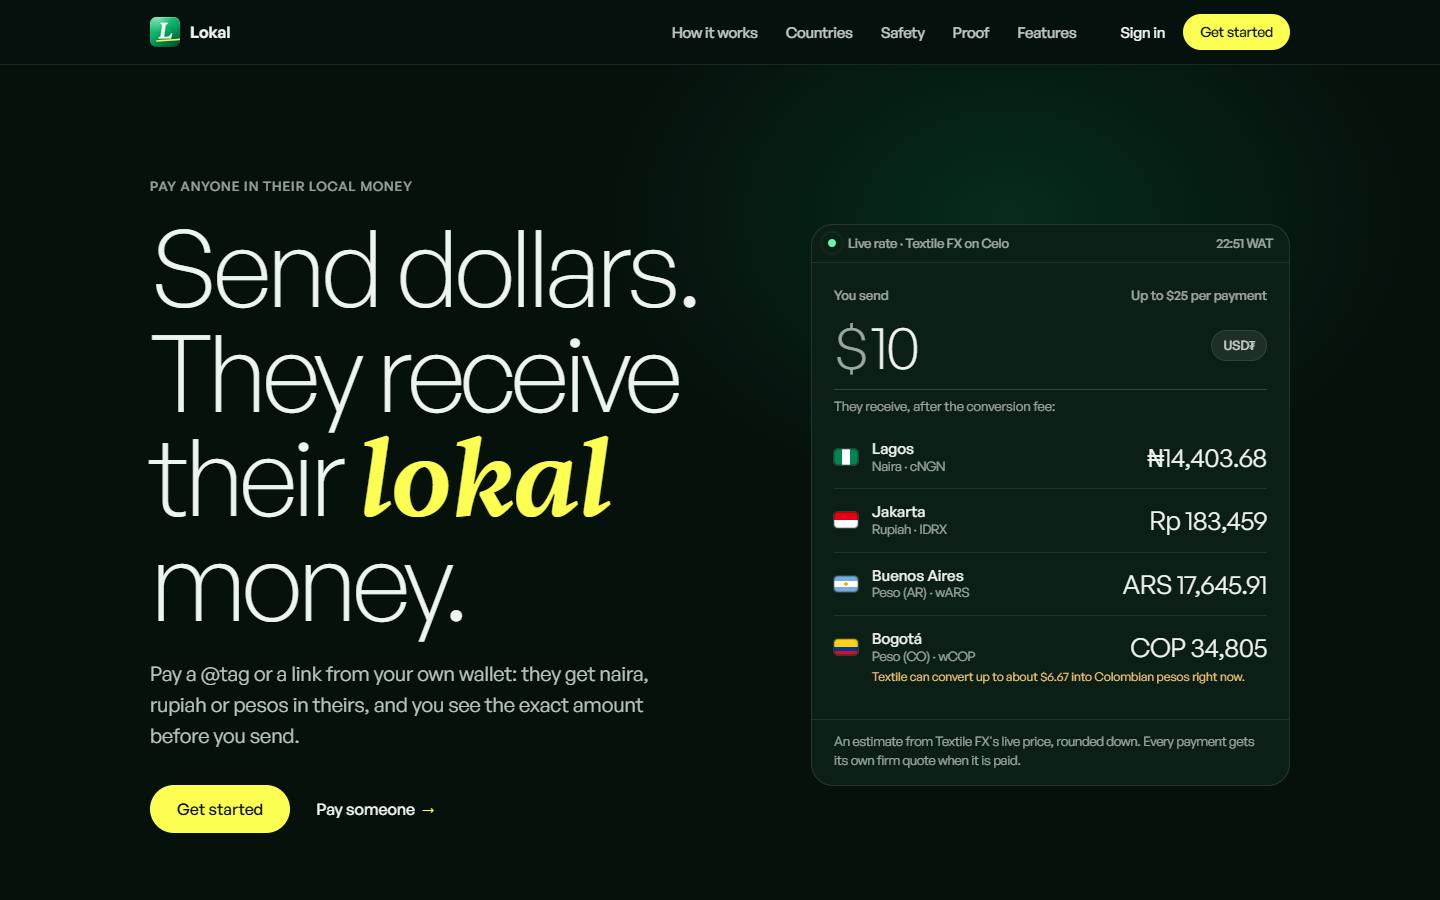 L Lokal
How it works Countries Safety Proof Features Sign in Get started
PAY ANYONE IN THEIR LOCAL MONEY
Send dollars.
They receive
their lokal
money.
Pay a @tag or a link from your own wallet: they get naira,
rupiah or pesos in theirs, and you see the exact amount
before you send.
Get started Pay someone →
Live rate · Textile FX on Celo 22:51 WAT
You send Up to $25 per payment
$10 USD₮
They receive, after the conversion fee:
Lagos
Naira · cNGN
₦14,403.68
Jakarta
Rupiah · IDRX
Rp 183,459
Buenos Aires
Peso (AR) · wARS
ARS 17,645.91
Bogotá
Peso (CO) · wCOP
COP 34,805
Textile can convert up to about $6.67 into Colombian pesos right now.
An estimate from Textile FX's live price, rounded down. Every payment gets
its own firm quote when it is paid.